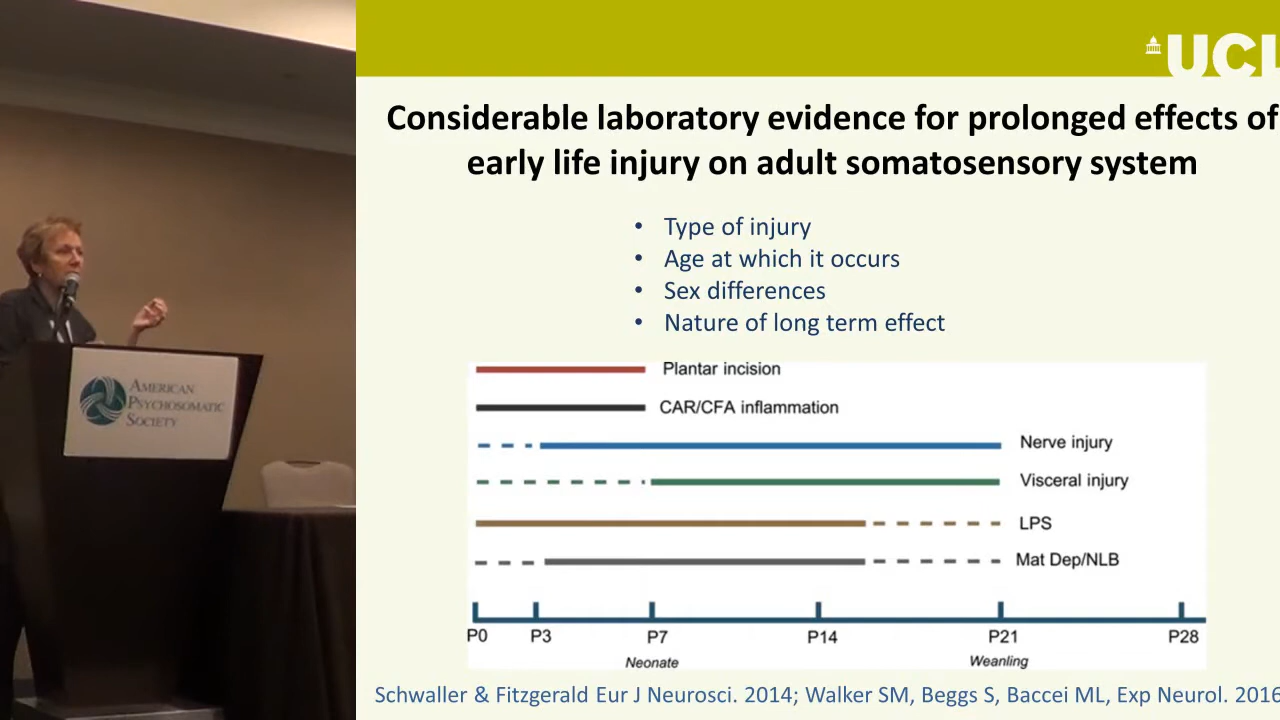 UCL
Considerable laboratory evidence for prolonged effects of
early life injury on adult somatosensory system
• Type of injury
• Age at which it occurs
• Sex differences
• Nature of long term effect
Plantar incision
CAR/CFA inflammation
Nerve injury
Visceral injury
LPS
Mat Dep/NLB
P0 P3 P7 P14 P21 P28
Neonate Weanling
Schwaller & Fitzgerald Eur J Neurosci. 2014; Walker SM, Beggs S, Baccei ML, Exp Neurol. 2016
AMERICAN
PSYCHOSOMATIC
SOCIETY